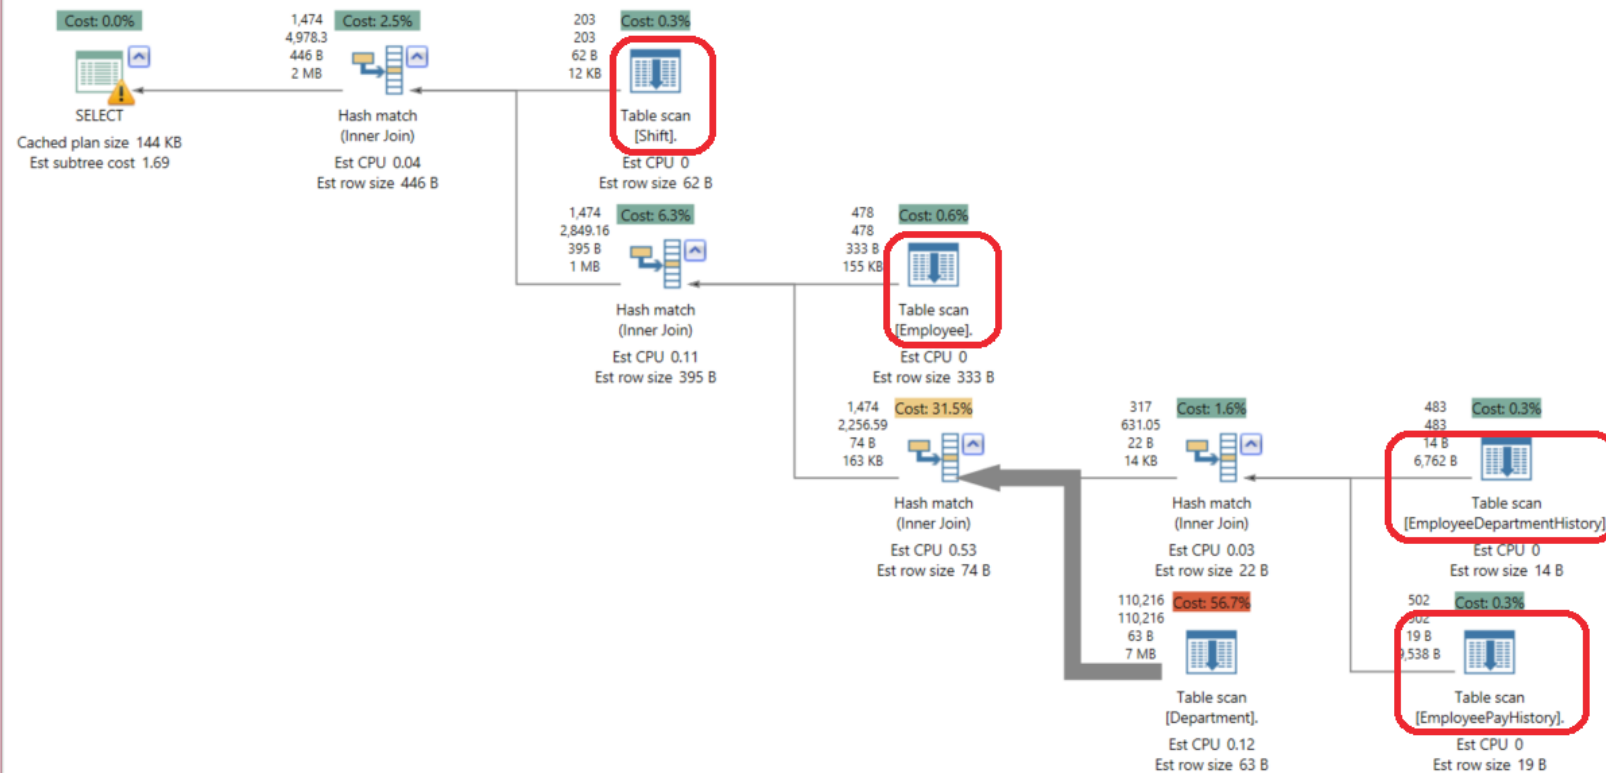 Cost: 0.0%
SELECT
Cached plan size 144 KB
Est subtree cost 1.69
1,474
4,978.3
446 B
2 MB
Cost: 2.5%
Hash match
(Inner Join)
Est CPU 0.04
Est row size 446 B
203
203
62 B
12 KB
Cost: 0.3%
Table scan
[Shift].
Est CPU 0
Est row size 62 B
1,474
2,849.16
395 B
1 MB
Cost: 6.3%
Hash match
(Inner Join)
Est CPU 0.11
Est row size 395 B
478
478
333 B
155 KB
Cost: 0.6%
Table scan
[Employee].
Est CPU 0
Est row size 333 B
1,474
2,256.59
74 B
163 KB
Cost: 31.5%
Hash match
(Inner Join)
Est CPU 0.53
Est row size 74 B
317
631.05
22 B
14 KB
Cost: 1.6%
Hash match
(Inner Join)
Est CPU 0.03
Est row size 22 B
483
483
14 B
6,762 B
Cost: 0.3%
Table scan
[EmployeeDepartmentHistory]
Est CPU 0
Est row size 14 B
110,216
110,216
63 B
7 MB
Cost: 56.7%
Table scan
[Department].
Est CPU 0.12
Est row size 63 B
502
502
19 B
9,538 B
Cost: 0.3%
Table scan
[EmployeePayHistory].
Est CPU 0
Est row size 19 B